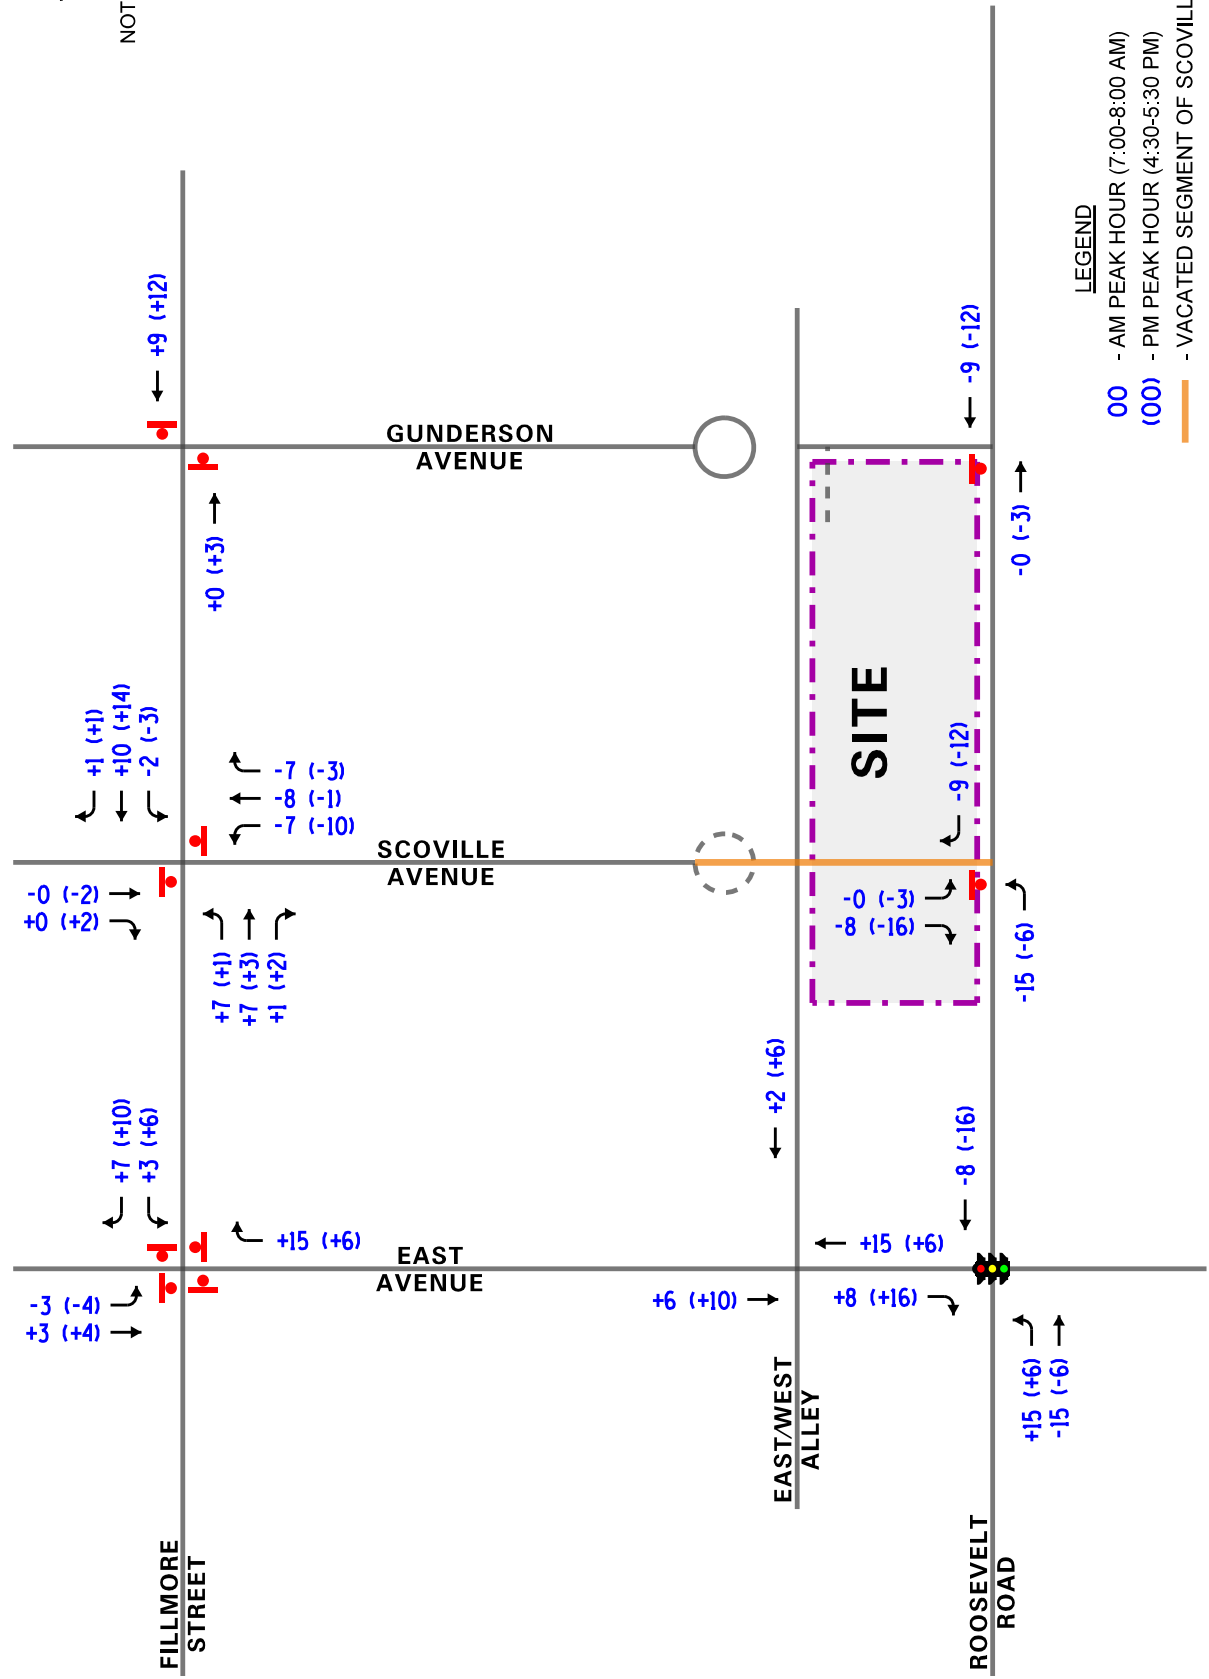 NOT
+9 (+12)
GUNDERSON
AVENUE
+0 (+3)
-9 (-12)
-0 (-3)
LEGEND
00 - AM PEAK HOUR (7:00-8:00 AM)
(00) - PM PEAK HOUR (4:30-5:30 PM)
- VACATED SEGMENT OF SCOVILL
+1 (+1)
+10 (+14)
-2 (-3)
-7 (-3)
-8 (-1)
-7 (-10)
SCOVILLE
AVENUE
-0 (-2)
+0 (+2)
+7 (+1)
+7 (+3)
+1 (+2)
SITE
-9 (-12)
-0 (-3)
-8 (-16)
-15 (-6)
+2 (+6)
-8 (-16)
+7 (+10)
+3 (+6)
+15 (+6)
EAST
AVENUE
-3 (-4)
+3 (+4)
+15 (+6)
+6 (+10)
+8 (+16)
+15 (+6)
-15 (-6)
EAST/WEST
ALLEY
FILLMORE
STREET
ROOSEVELT
ROAD